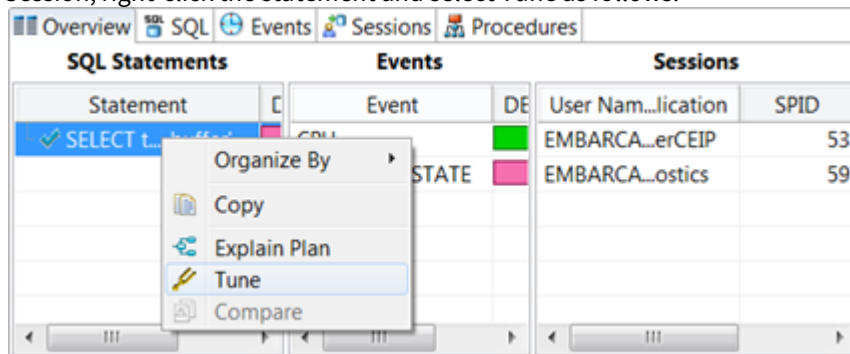 session, right-click the statement and select Tune as follows:
Overview SQL Events Sessions Procedures
SQL Statements Events Sessions
Statement D Event DE User Nam...lication SPID
SELECT t... buffer' CPU EMBARCA...erCEIP 53
STATE EMBARCA...ostics 59
Organize By
Copy
Explain Plan
Tune
Compare